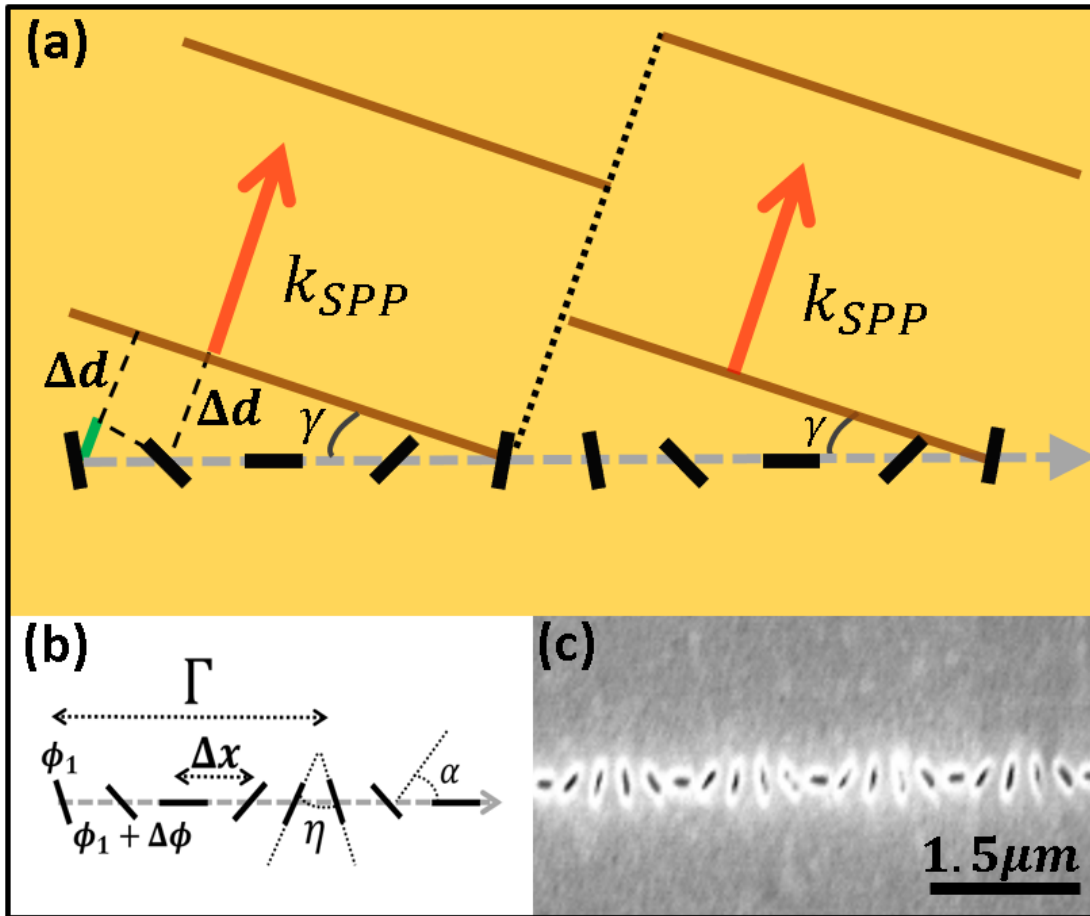 (a)
k_SPP
k_SPP
Δd
Δd
γ
γ
(b)
Γ
ϕ₁
Δx
α
ϕ₁ + Δϕ
η
(c)
1.5μm